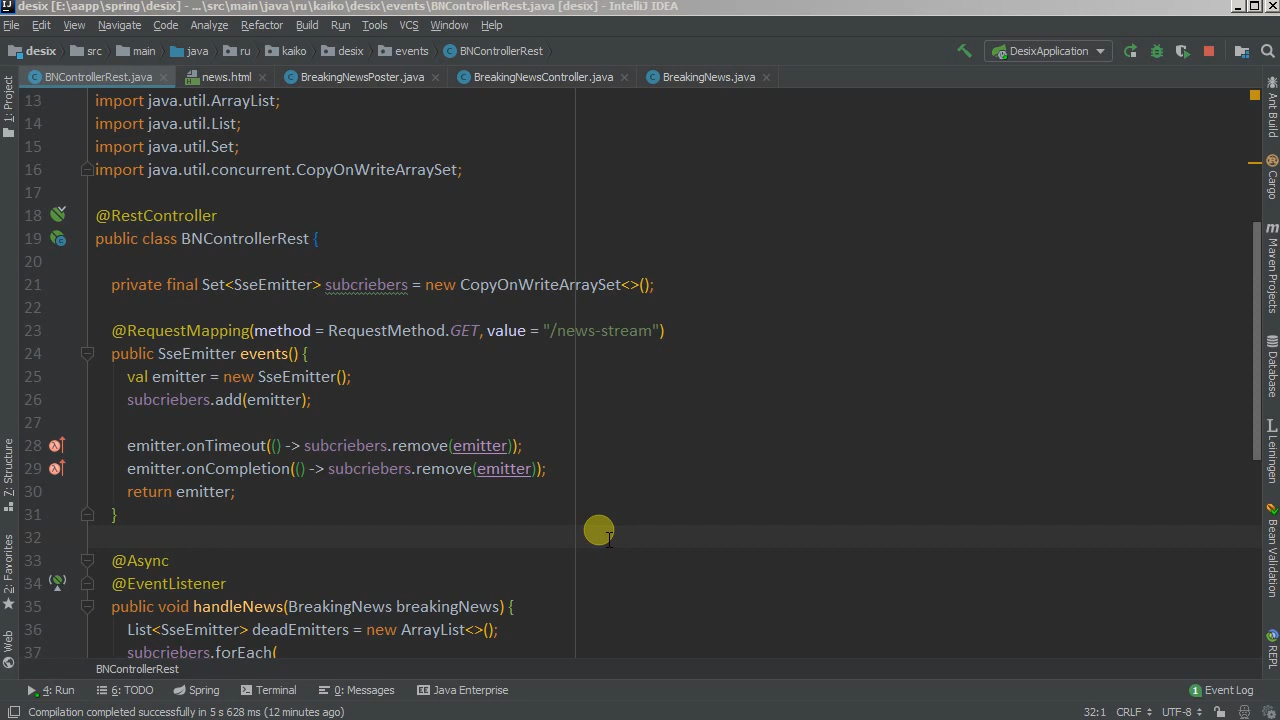 desix [E:\aapp\spring\desix] - ...\src\main\java\ru\kaiko\desix\events\BNControllerRest.java [desix] - IntelliJ IDEA
File Edit View Navigate Code Analyze Refactor Build Run Tools VCS Window Help
desix src main java ru kaiko desix events BNControllerRest DesixApplication
BNControllerRest.java news.html BreakingNewsPoster.java BreakingNewsController.java BreakingNews.java
13 import java.util.ArrayList;
14 import java.util.List;
15 import java.util.Set;
16 import java.util.concurrent.CopyOnWriteArraySet;
17
18 @RestController
19 public class BNControllerRest {
20
21 private final Set<SseEmitter> subcriebers = new CopyOnWriteArraySet<>();
22
23 @RequestMapping(method = RequestMethod.GET, value = "/news-stream")
24 public SseEmitter events() {
25 val emitter = new SseEmitter();
26 subcriebers.add(emitter);
27
28 emitter.onTimeout(() -> subcriebers.remove(emitter));
29 emitter.onCompletion(() -> subcriebers.remove(emitter));
30 return emitter;
31 }
32
33 @Async
34 @EventListener
35 public void handleNews(BreakingNews breakingNews) {
36 List<SseEmitter> deadEmitters = new ArrayList<>();
37 subcriebers.forEach(
BNControllerRest
1: Project
7: Structure
2: Favorites
Web
Ant Build
Cargo
Maven Projects
Database
Leiningen
Bean Validation
REPL
4: Run 6: TODO Spring Terminal 0: Messages Java Enterprise 1 Event Log
Compilation completed successfully in 5 s 628 ms (12 minutes ago) 32:1 CRLF UTF-8